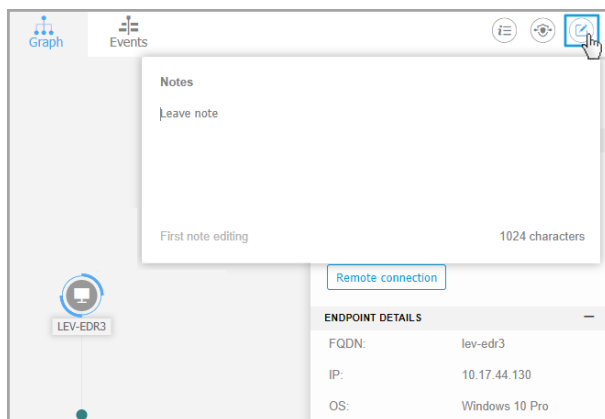 Graph
Events
Notes
Leave note
First note editing
1024 characters
Remote connection
LEV-EDR3
ENDPOINT DETAILS
FQDN: lev-edr3
IP: 10.17.44.130
OS: Windows 10 Pro